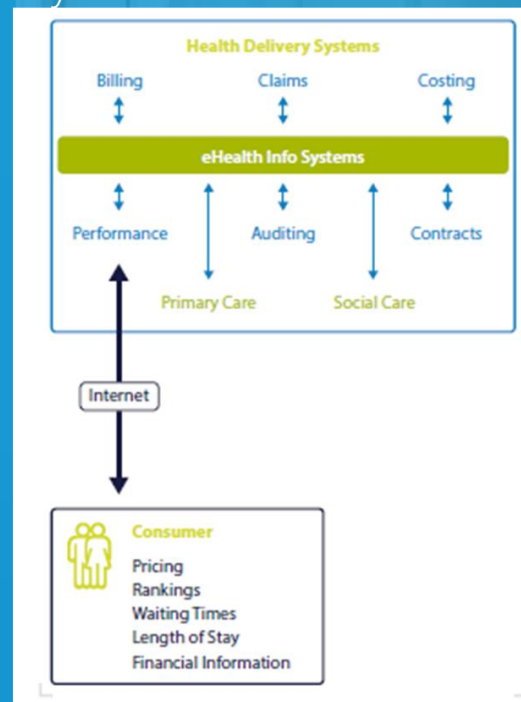 Health Delivery Systems
Billing Claims Costing
eHealth Info Systems
Performance Auditing Contracts
Primary Care Social Care
Internet
Consumer
Pricing
Rankings
Waiting Times
Length of Stay
Financial Information